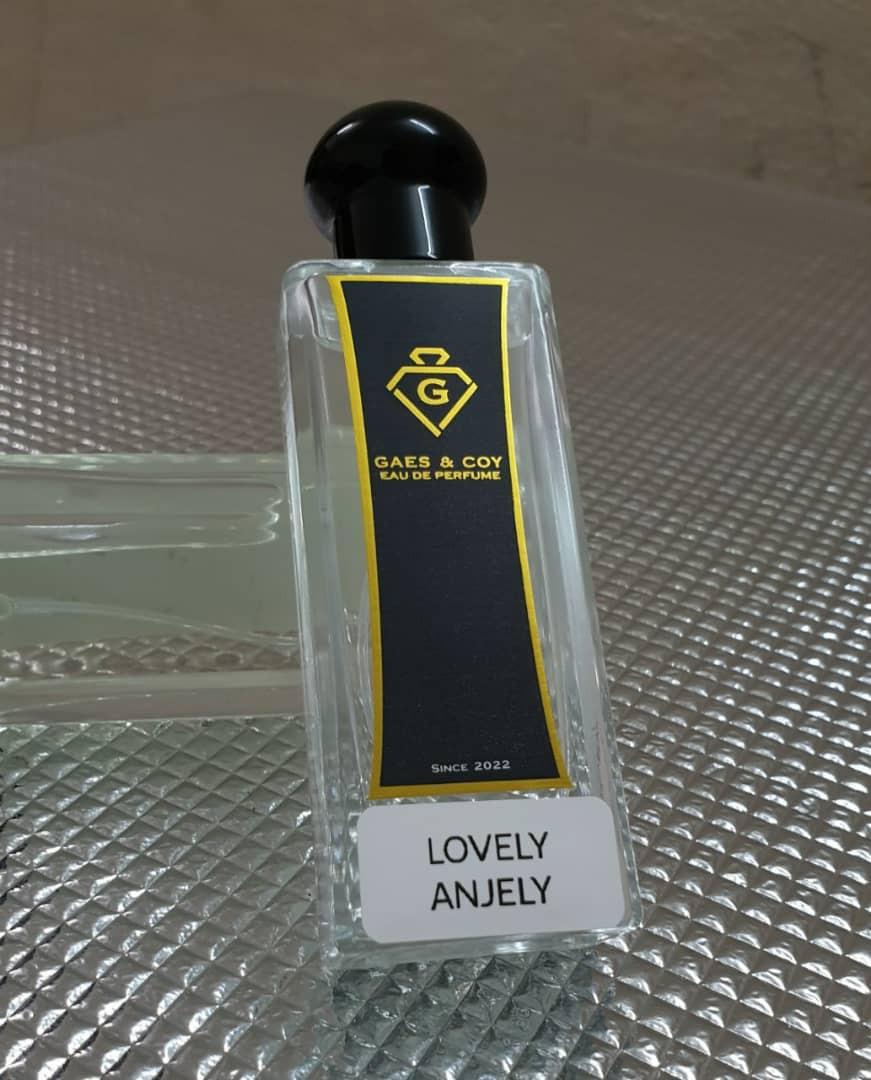 G
GAES & COY
EAU DE PERFUME
SINCE 2022
LOVELY
ANJELY